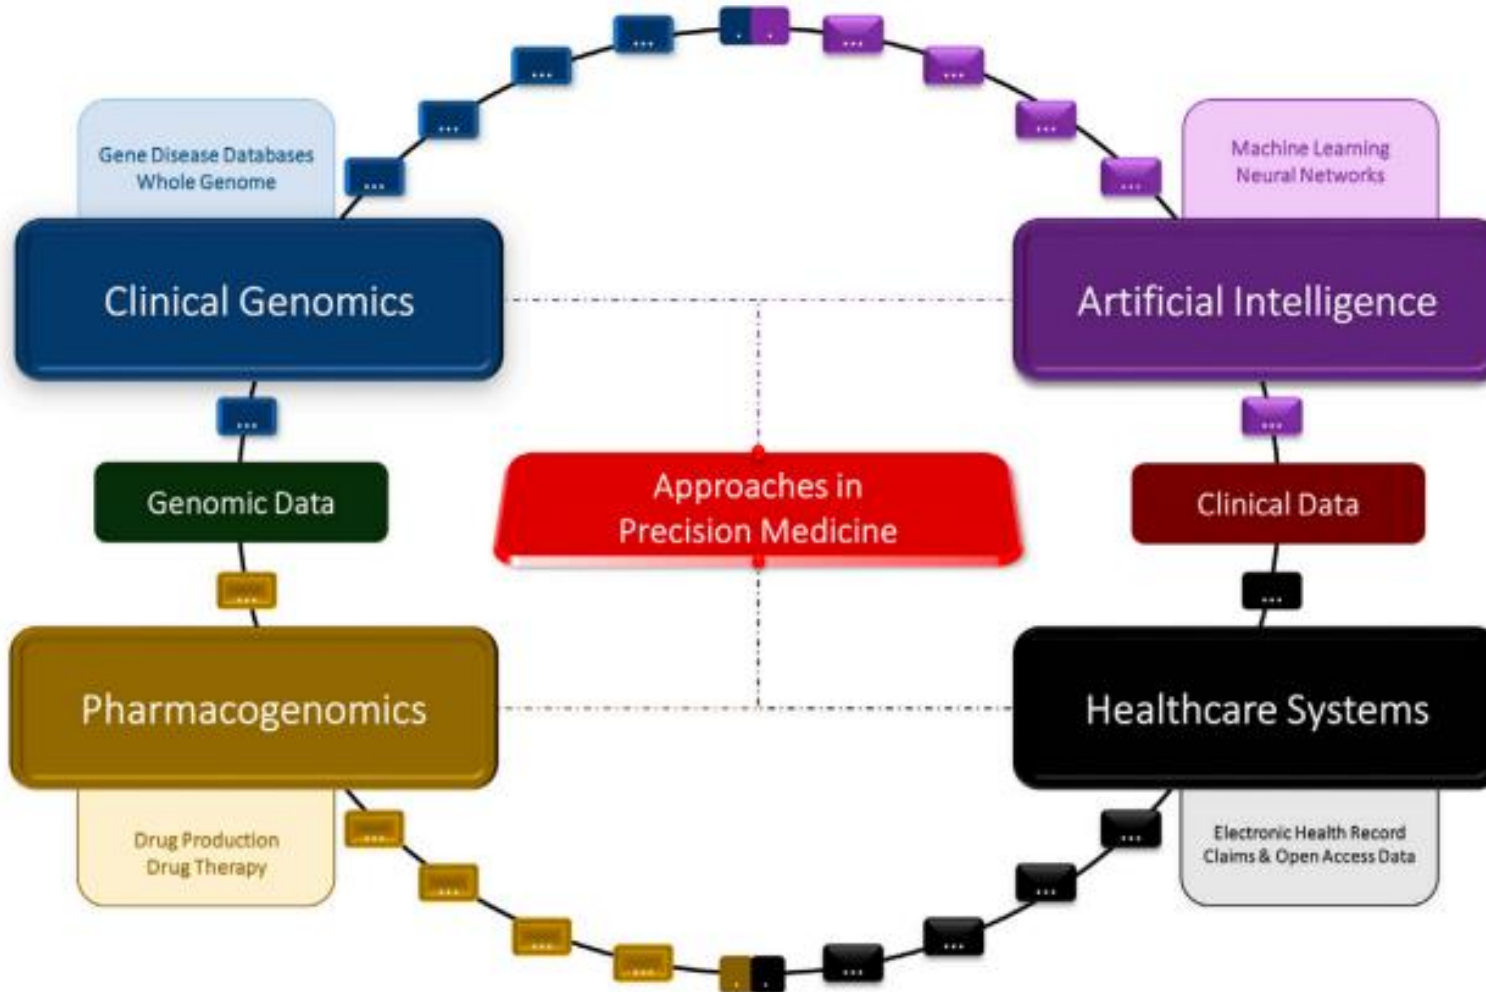 Gene Disease Databases
Whole Genome
Machine Learning
Neural Networks
Clinical Genomics
Artificial Intelligence
Genomic Data
Approaches in
Precision Medicine
Clinical Data
Pharmacogenomics
Healthcare Systems
Drug Production
Drug Therapy
Electronic Health Record
Claims & Open Access Data